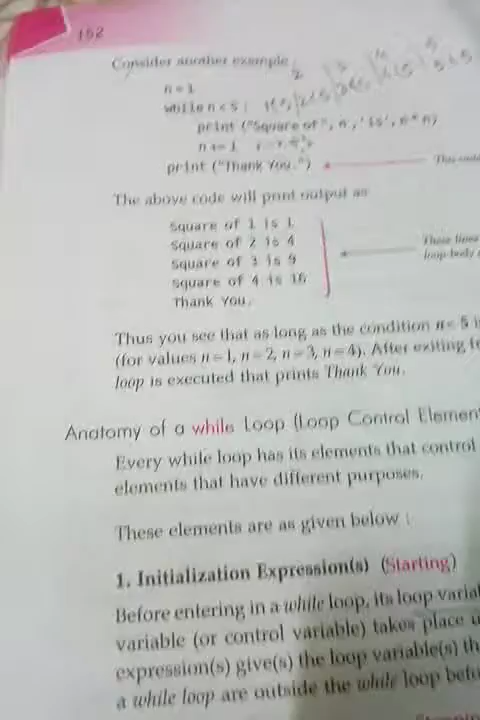 152
Consider another example
n = 1
while n < 5 :
print ("Square of", n, 'is', n * n)
n += 1
print ("Thank You.")
The above code will print output as
Square of 1 is 1
Square of 2 is 4
Square of 3 is 9
Square of 4 is 16
Thank You.
These lines
loop-body
Thus you see that as long as the condition n < 5 i
(for values n = 1, n = 2, n = 3, n = 4). After exiting f
loop is executed that prints Thank You.
Anatomy of a while Loop (Loop Control Elemen
Every while loop has its elements that control
elements that have different purposes.
These elements are as given below :
1. Initialization Expression(s) (Starting)
Before entering in a while loop, its loop varia
variable (or control variable) takes place u
expression(s) give(s) the loop variable(s) th
a while loop are outside the while loop befo